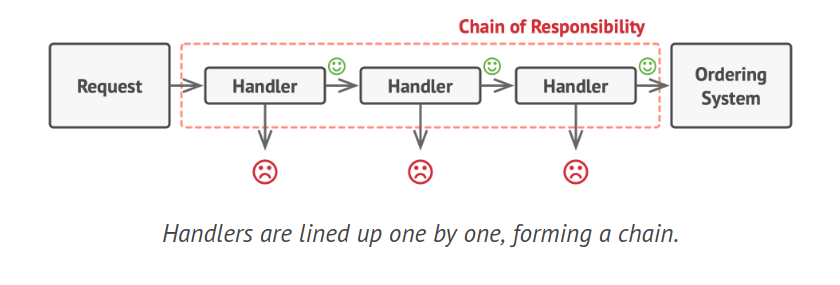 Chain of Responsibility
Request
Handler
Handler
Handler
Ordering
System
Handlers are lined up one by one, forming a chain.